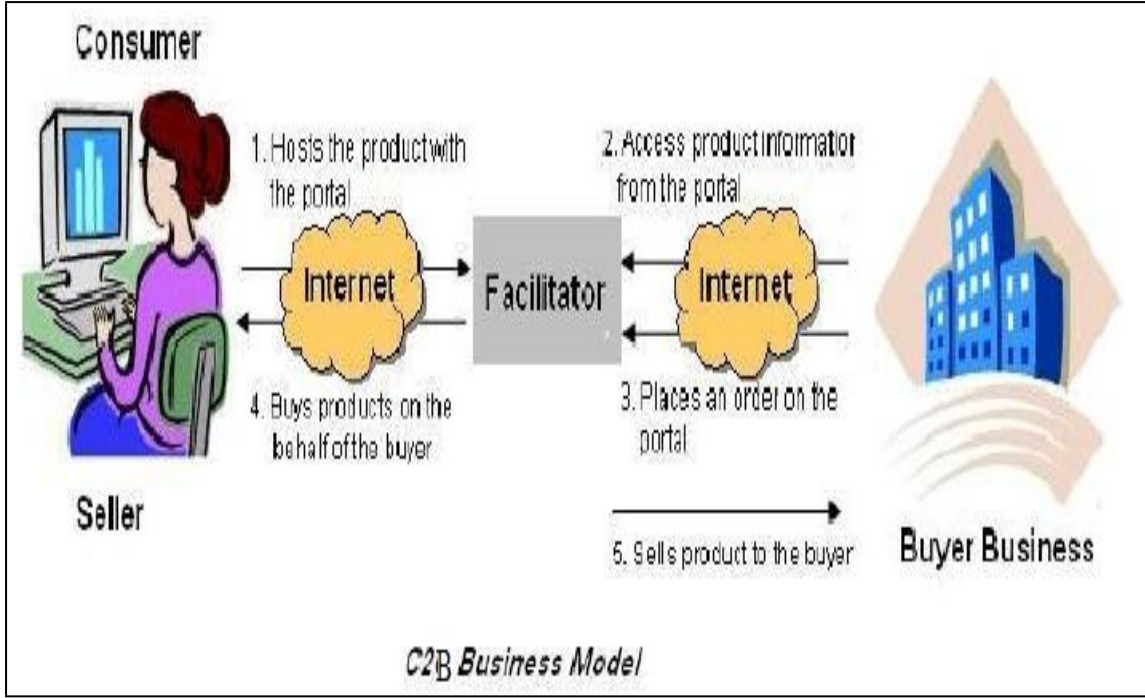 Consumer
1. Hosts the product with
the portal
2. Access product information
from the portal
Internet
Facilitator
Internet
4. Buys products on the
behalf of the buyer
3. Places an order on the
portal
Seller
5. Sells product to the buyer
Buyer Business
C2B Business Model